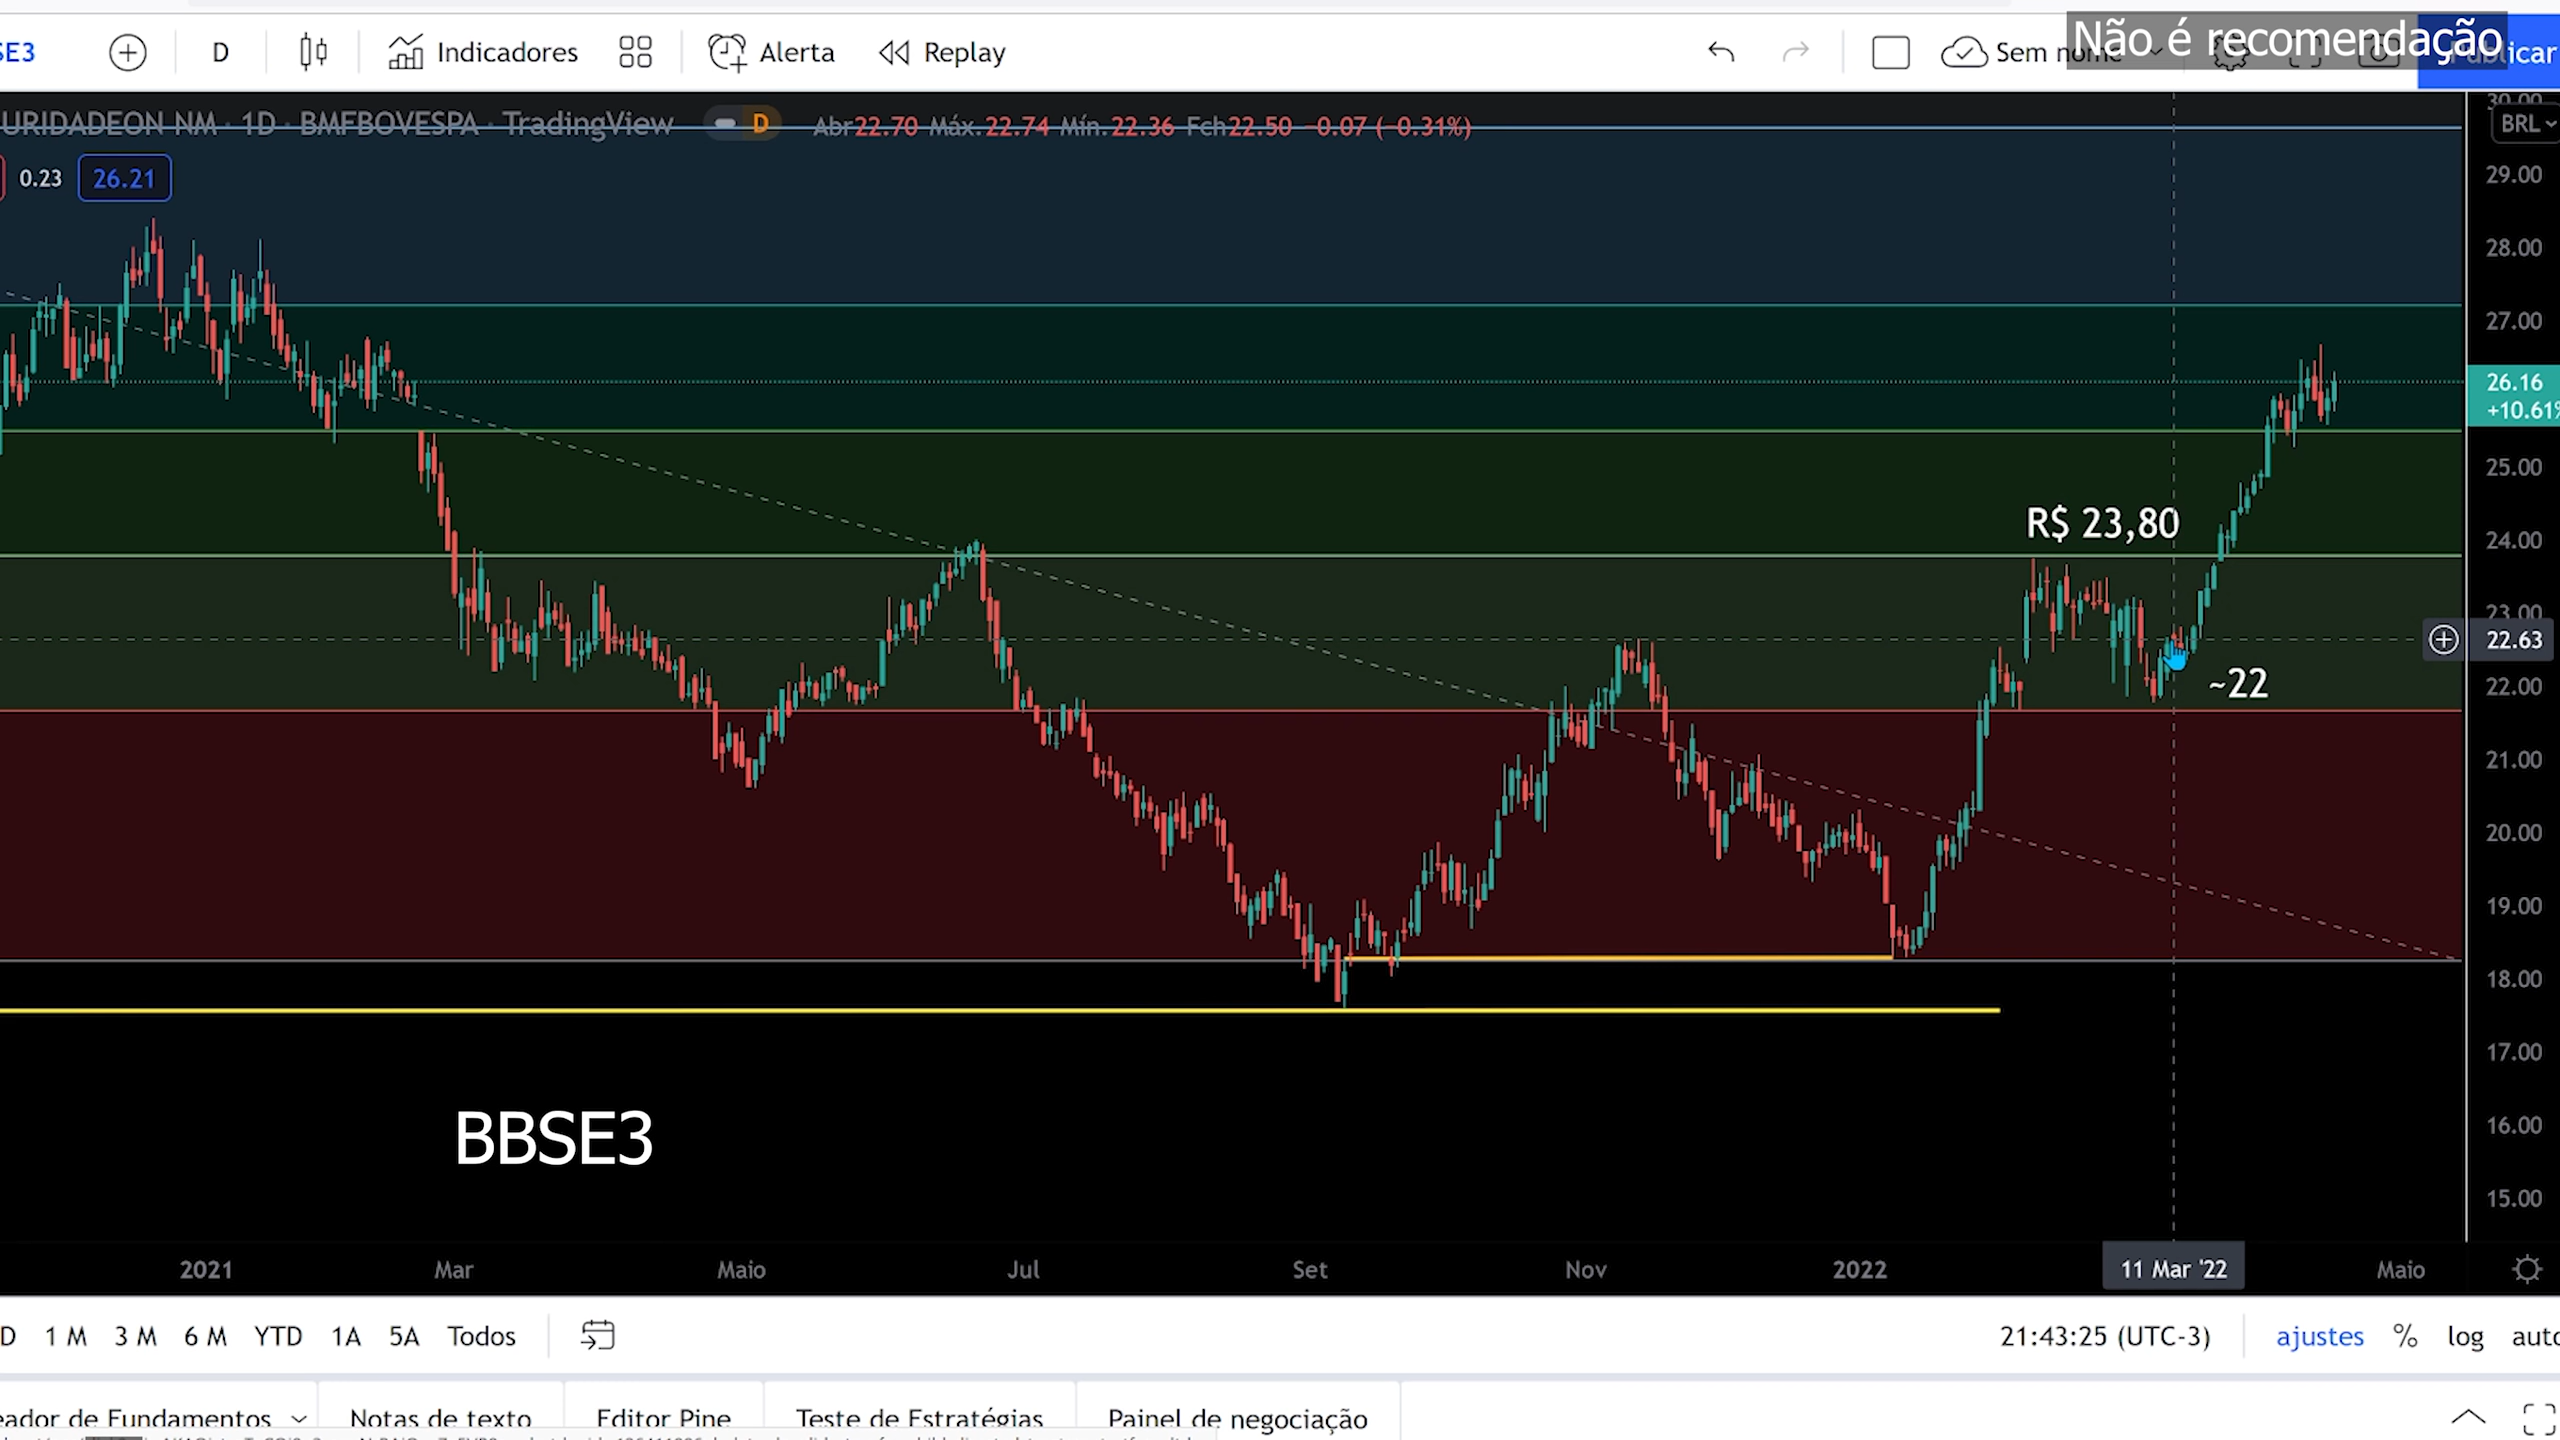 SE3
D
Indicadores
Alerta
Replay
Sem nome
Não é recomendação
licar
URIDADEON NM · 1D · BMFBOVESPA · TradingView
D
Abr22.70 Máx.22.74 Mín.22.36 Fch22.50 −0.07 (−0.31%)
BRL
0.23
26.21
30.00
29.00
28.00
27.00
26.16
+10.61%
25.00
24.00
R$ 23,80
23.00
22.63
~22
22.00
21.00
20.00
19.00
18.00
17.00
16.00
15.00
BBSE3
2021
Mar
Maio
Jul
Set
Nov
2022
11 Mar '22
Maio
D
1 M
3 M
6 M
YTD
1A
5A
Todos
21:43:25 (UTC-3)
ajustes
%
log
auto
eador de Fundamentos
Notas de texto
Editor Pine
Teste de Estratégias
Painel de negociação